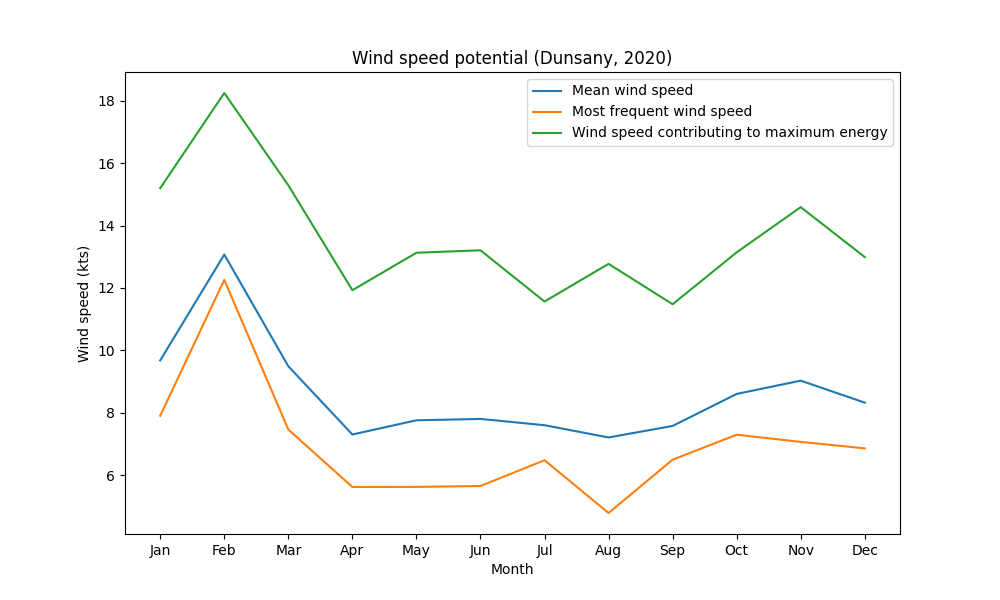 Wind speed potential (Dunsany, 2020)
Mean wind speed
Most frequent wind speed
Wind speed contributing to maximum energy
Wind speed (kts)
18
16
14
12
10
8
6
Jan Feb Mar Apr May Jun Jul Aug Sep Oct Nov Dec
Month